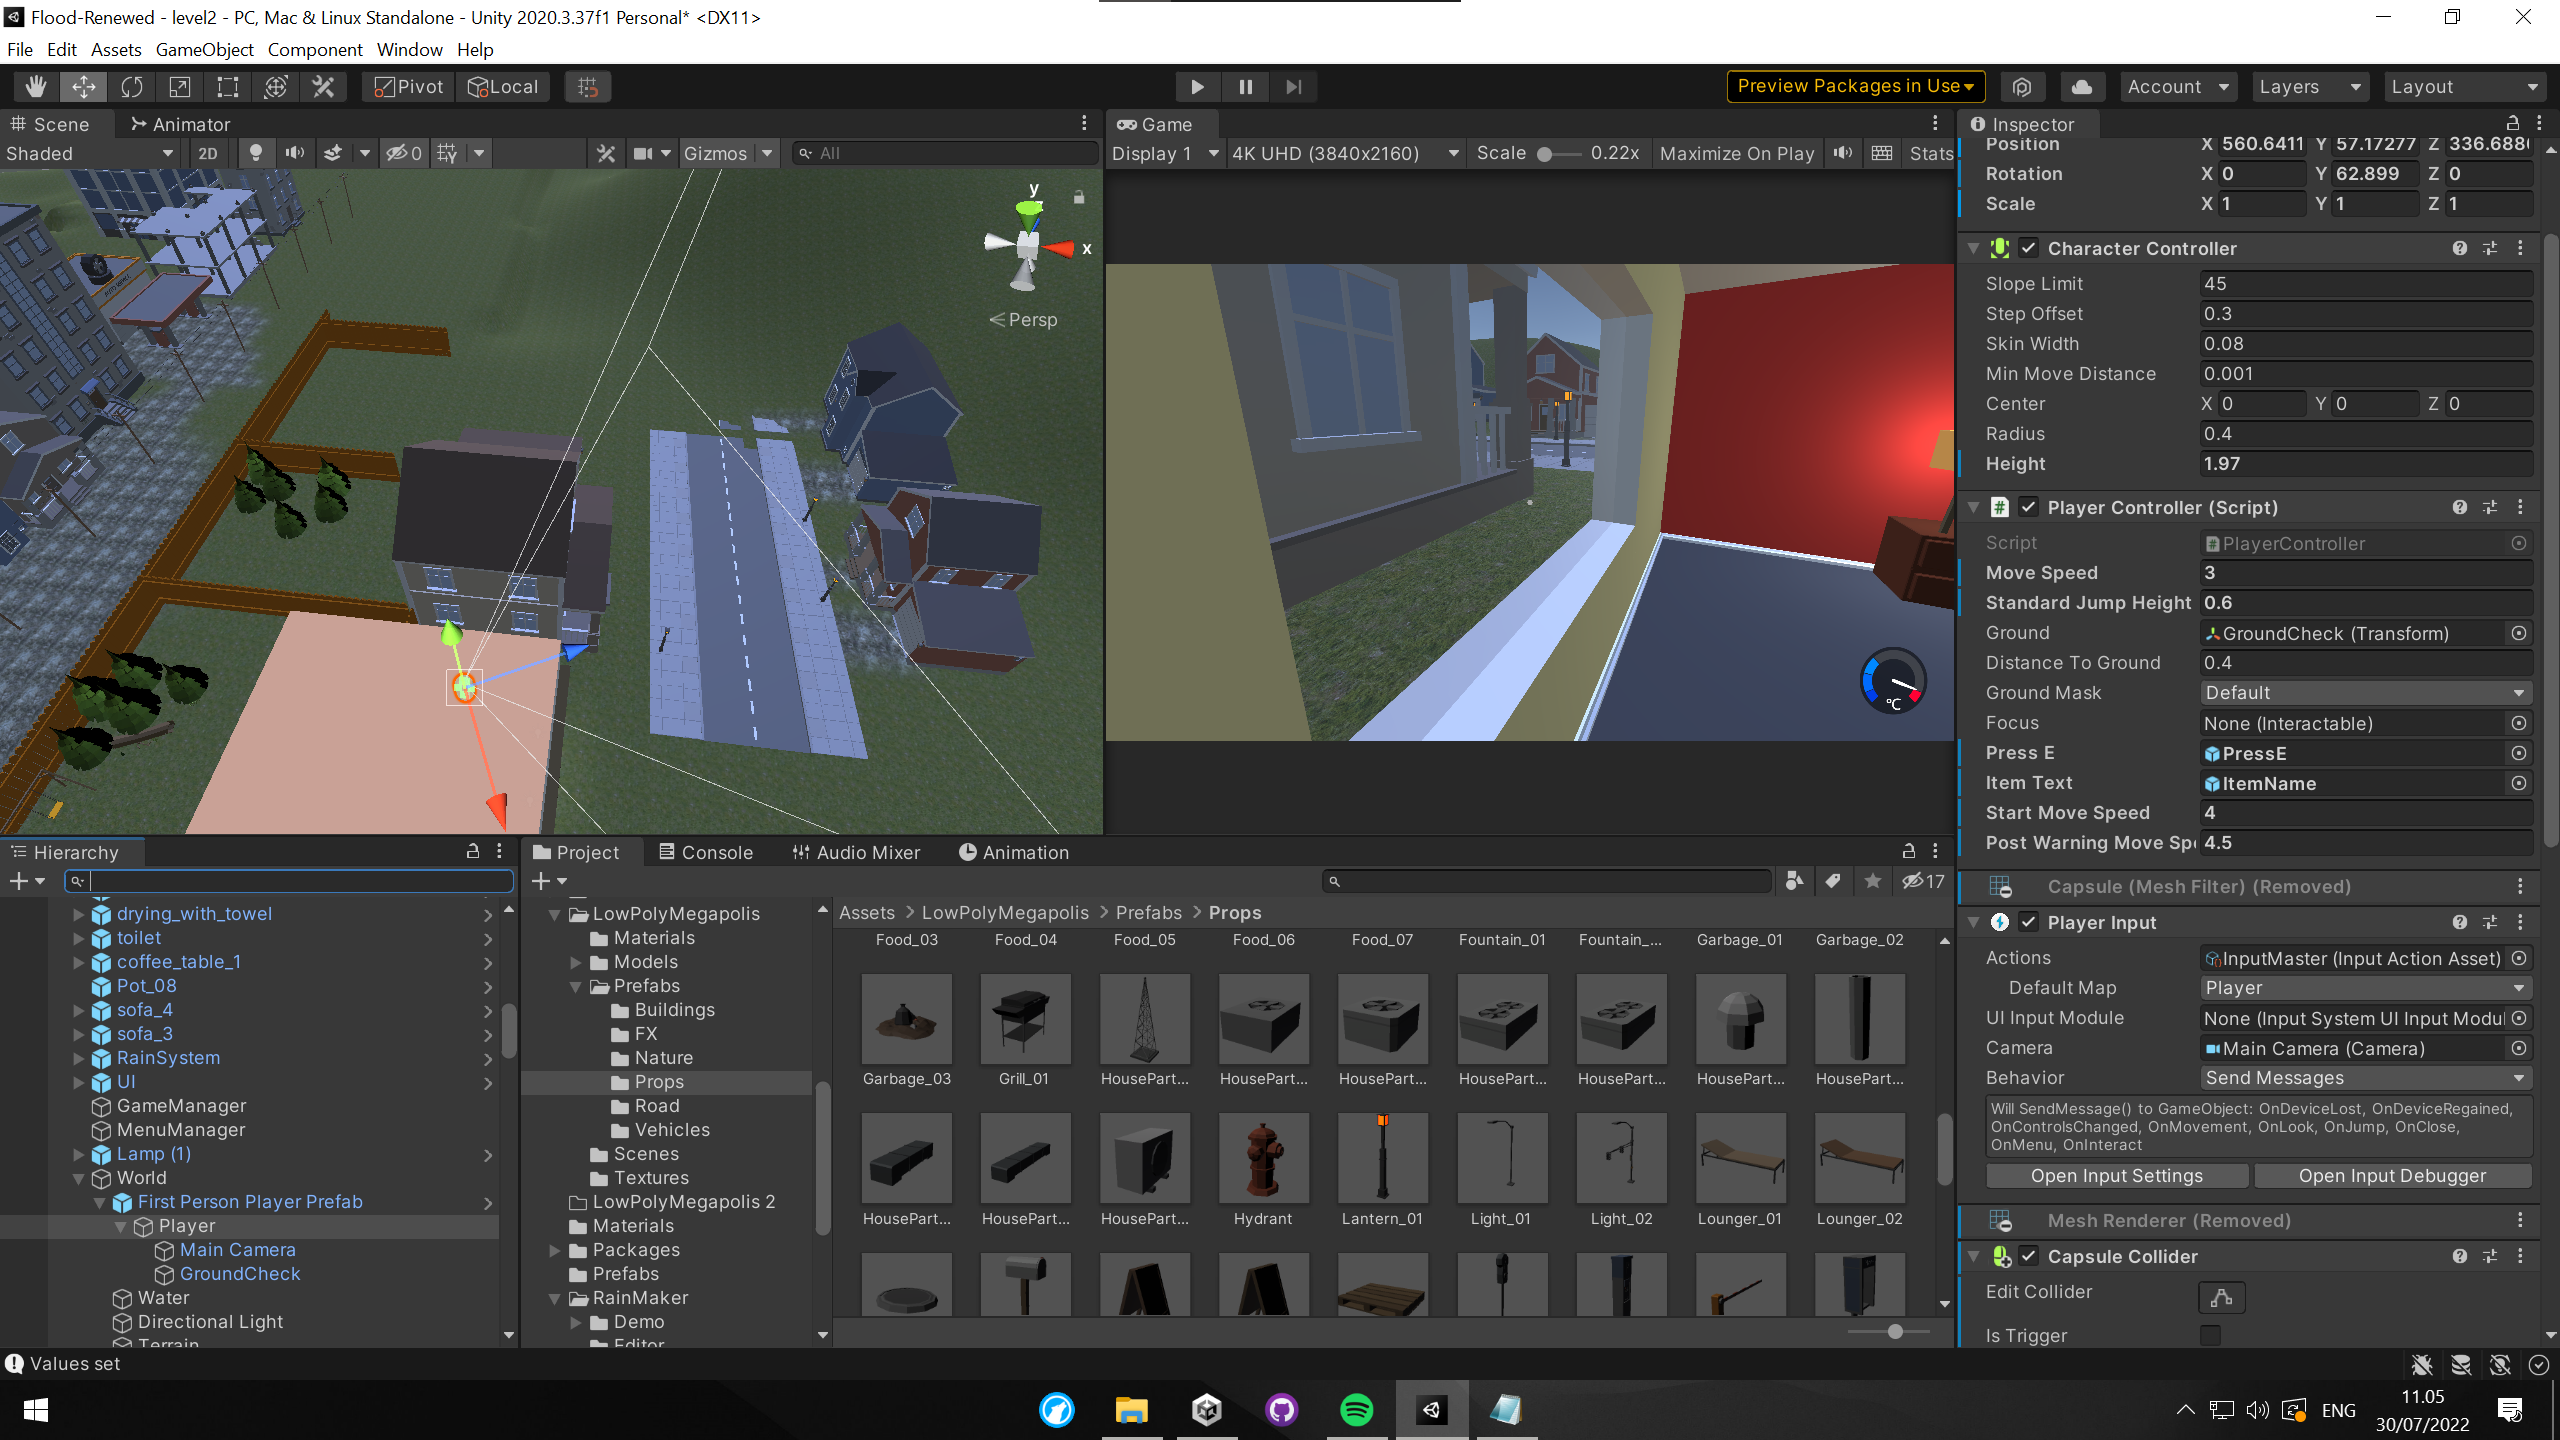 Flood-Renewed - level2 - PC, Mac & Linux Standalone - Unity 2020.3.37f1 Personal* <DX11>
File Edit Assets GameObject Component Window Help
Pivot Local Preview Packages in Use Account Layers Layout
Scene Animator
Shaded 2D 0 Gizmos All
y
x
Persp
Game
Display 1 4K UHD (3840x2160) Scale 0.22x Maximize On Play Stats
°C
Inspector
Position X 560.6411 Y 57.17277 Z 336.688
Rotation X 0 Y 62.899 Z 0
Scale X 1 Y 1 Z 1
Character Controller
Slope Limit 45
Step Offset 0.3
Skin Width 0.08
Min Move Distance 0.001
Center X 0 Y 0 Z 0
Radius 0.4
Height 1.97
Player Controller (Script)
Script PlayerController
Move Speed 3
Standard Jump Height 0.6
Ground GroundCheck (Transform)
Distance To Ground 0.4
Ground Mask Default
Focus None (Interactable)
Press E PressE
Item Text ItemName
Start Move Speed 4
Post Warning Move Spe 4.5
Capsule (Mesh Filter) (Removed)
Player Input
Actions InputMaster (Input Action Asset)
Default Map Player
UI Input Module None (Input System UI Input Modul
Camera Main Camera (Camera)
Behavior Send Messages
Will SendMessage() to GameObject: OnDeviceLost, OnDeviceRegained,
OnControlsChanged, OnMovement, OnLook, OnJump, OnClose,
OnMenu, OnInteract
Open Input Settings Open Input Debugger
Mesh Renderer (Removed)
Capsule Collider
Edit Collider
Is Trigger
Hierarchy
drying_with_towel
toilet
coffee_table_1
Pot_08
sofa_4
sofa_3
RainSystem
UI
GameManager
MenuManager
Lamp (1)
World
First Person Player Prefab
Player
Main Camera
GroundCheck
Water
Directional Light
Terrain
Project Console Audio Mixer Animation
17
LowPolyMegapolis
Materials
Models
Prefabs
Buildings
FX
Nature
Props
Road
Vehicles
Scenes
Textures
LowPolyMegapolis 2
Materials
Packages
Prefabs
RainMaker
Demo
Editor
Assets > LowPolyMegapolis > Prefabs > Props
Food_03 Food_04 Food_05 Food_06 Food_07 Fountain_01 Fountain_... Garbage_01 Garbage_02
Garbage_03 Grill_01 HousePart... HousePart... HousePart... HousePart... HousePart... HousePart... HousePart...
HousePart... HousePart... HousePart... Hydrant Lantern_01 Light_01 Light_02 Lounger_01 Lounger_02
Values set
ENG
11.05
30/07/2022